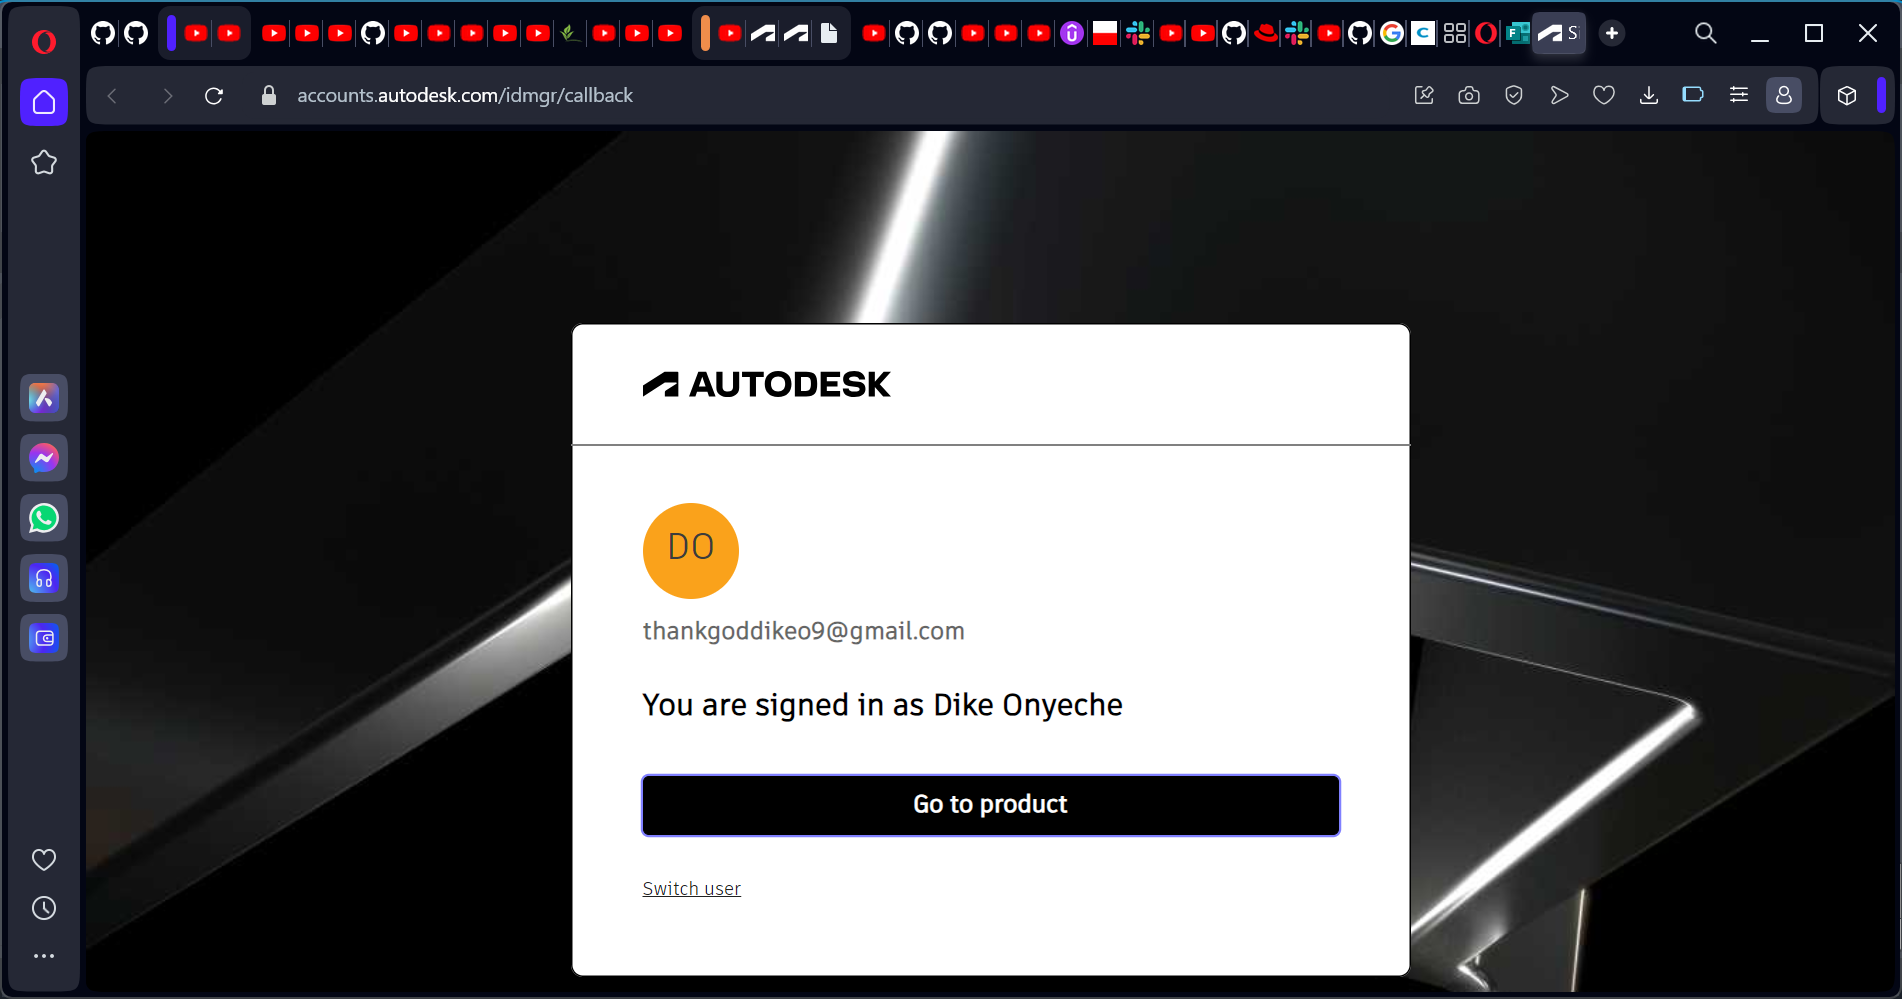 S
accounts.autodesk.com/idmgr/callback
AUTODESK
DO
thankgoddikeo9@gmail.com
You are signed in as Dike Onyeche
Go to product
Switch user